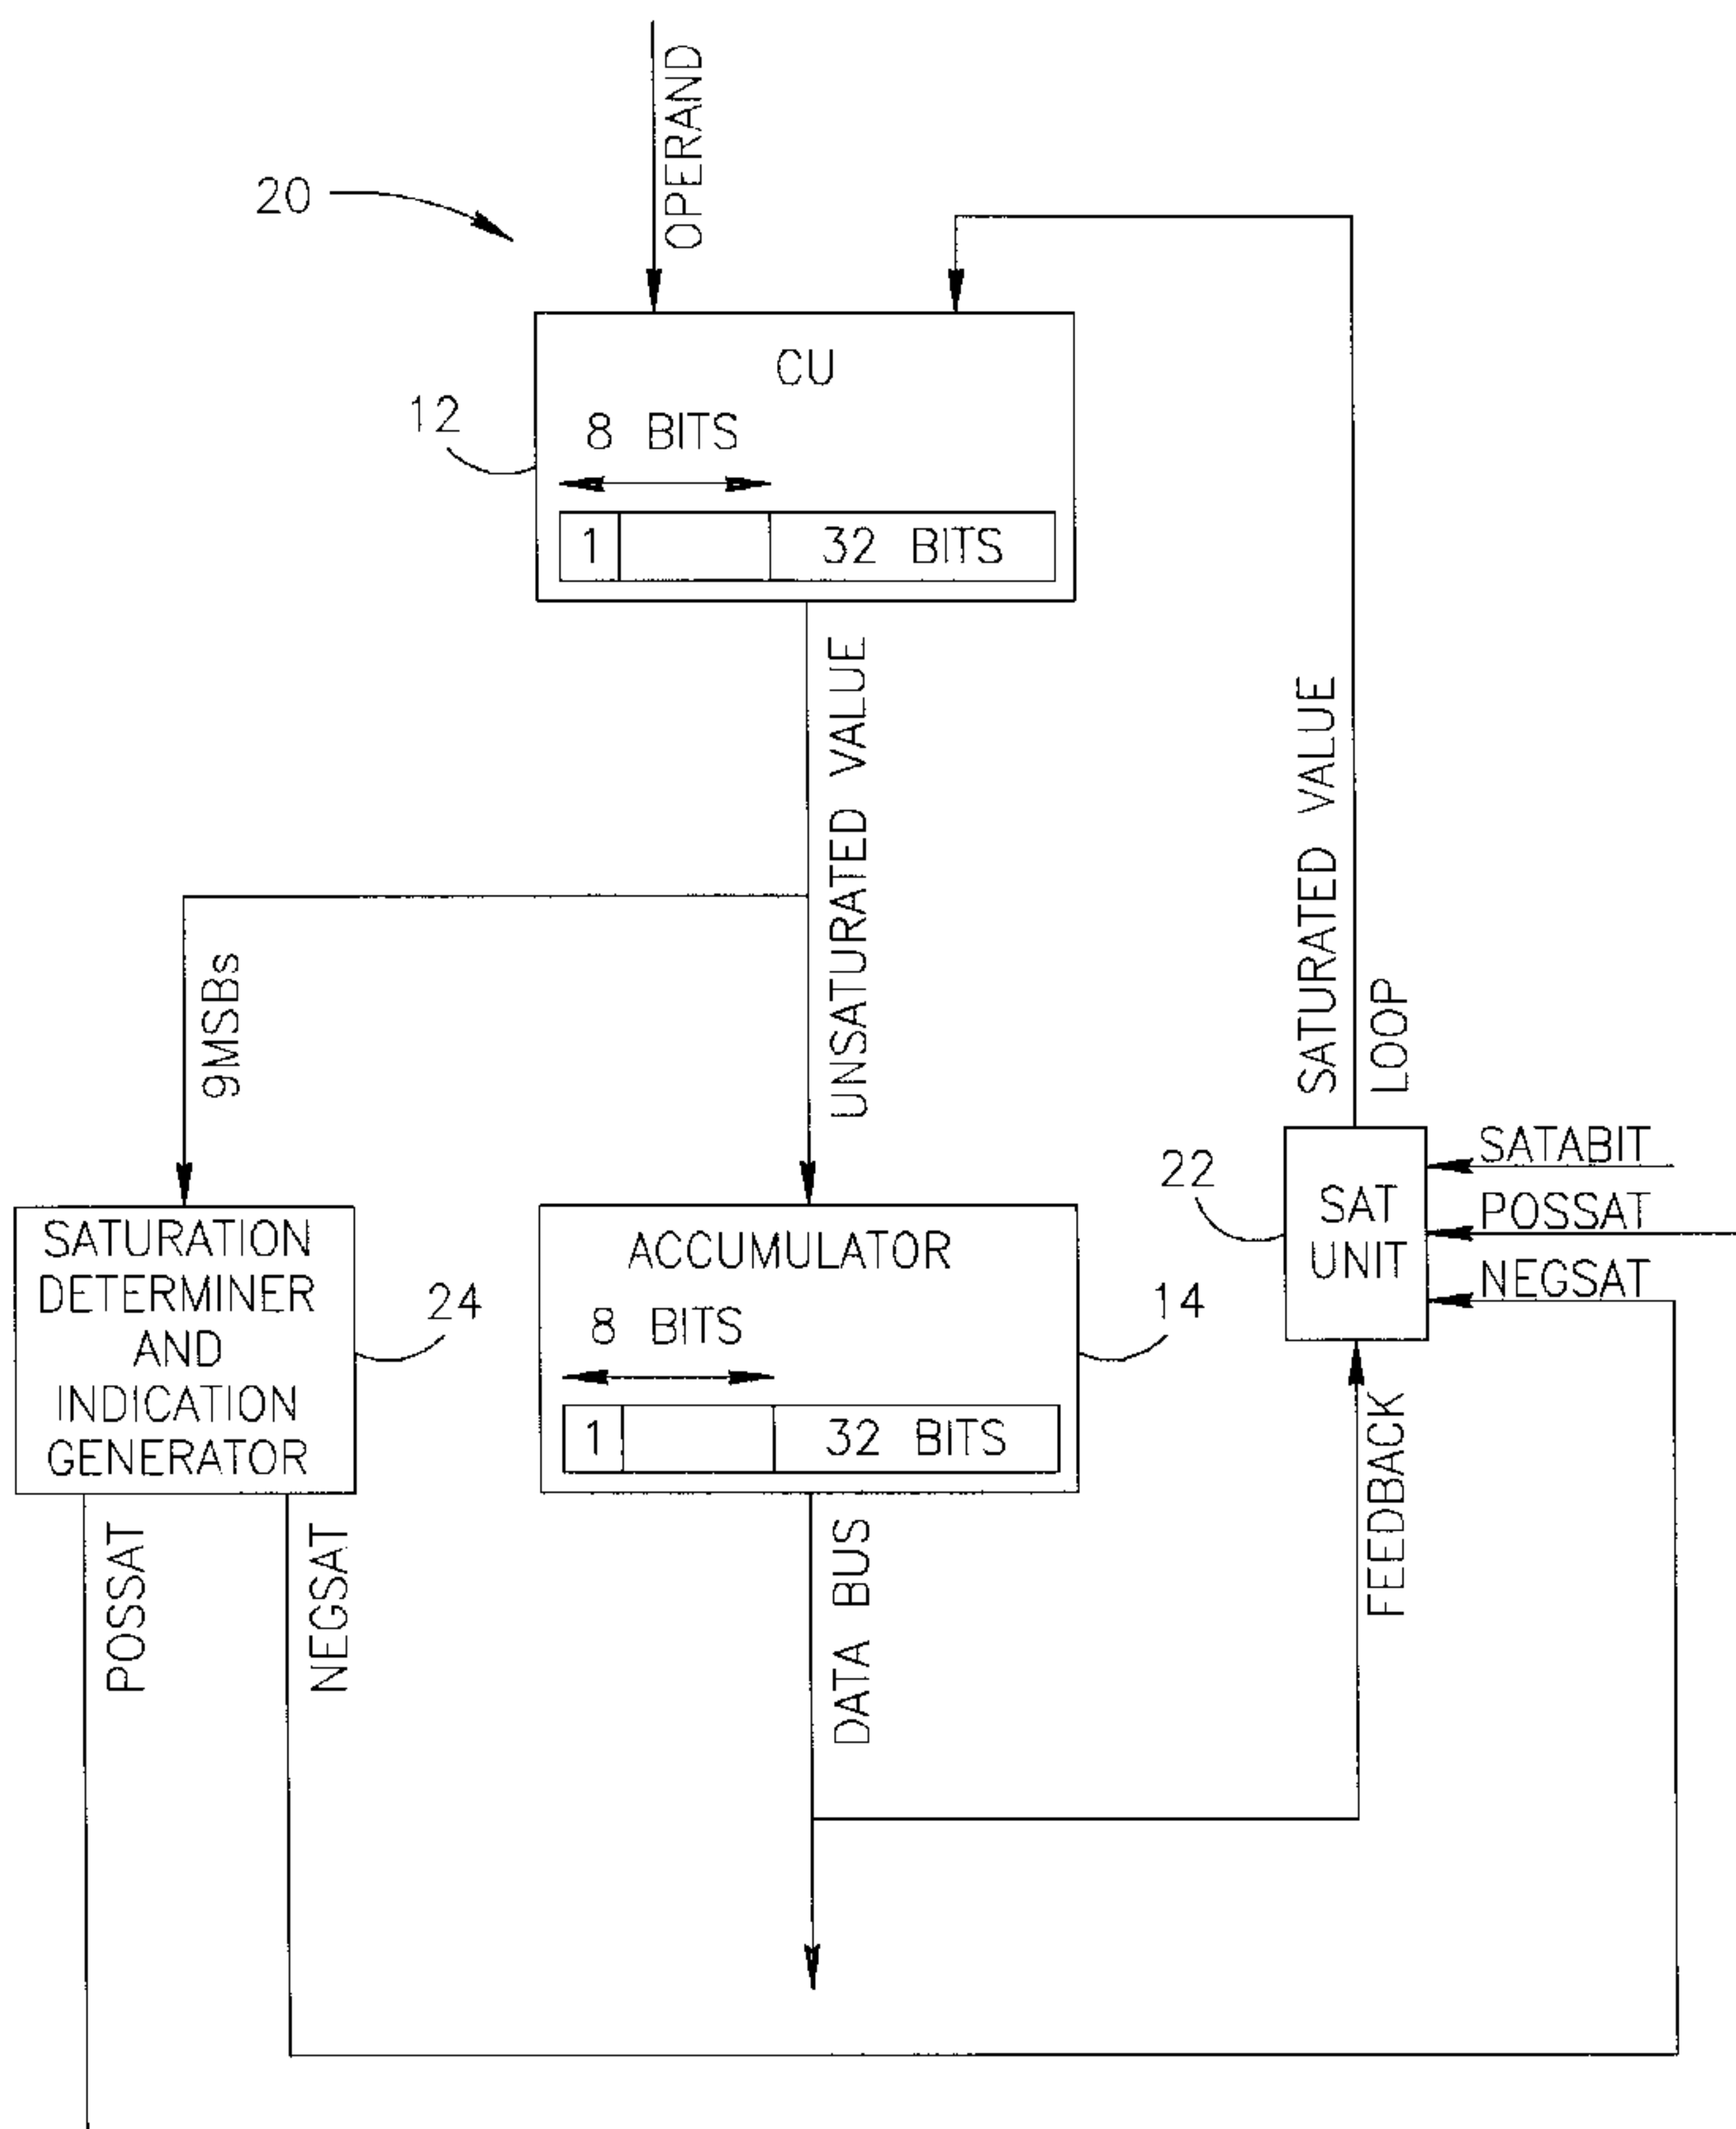 OPERAND
20
CU
12
8 BITS
1
32 BITS
UNSATURATED VALUE
SATURATED VALUE
LOOP
9MSBs
SATABIT
POSSAT
NEGSAT
22
SAT
UNIT
SATURATION
DETERMINER
AND
INDICATION
GENERATOR
24
ACCUMULATOR
8 BITS
1
32 BITS
14
FEEDBACK
POSSAT
NEGSAT
DATA BUS